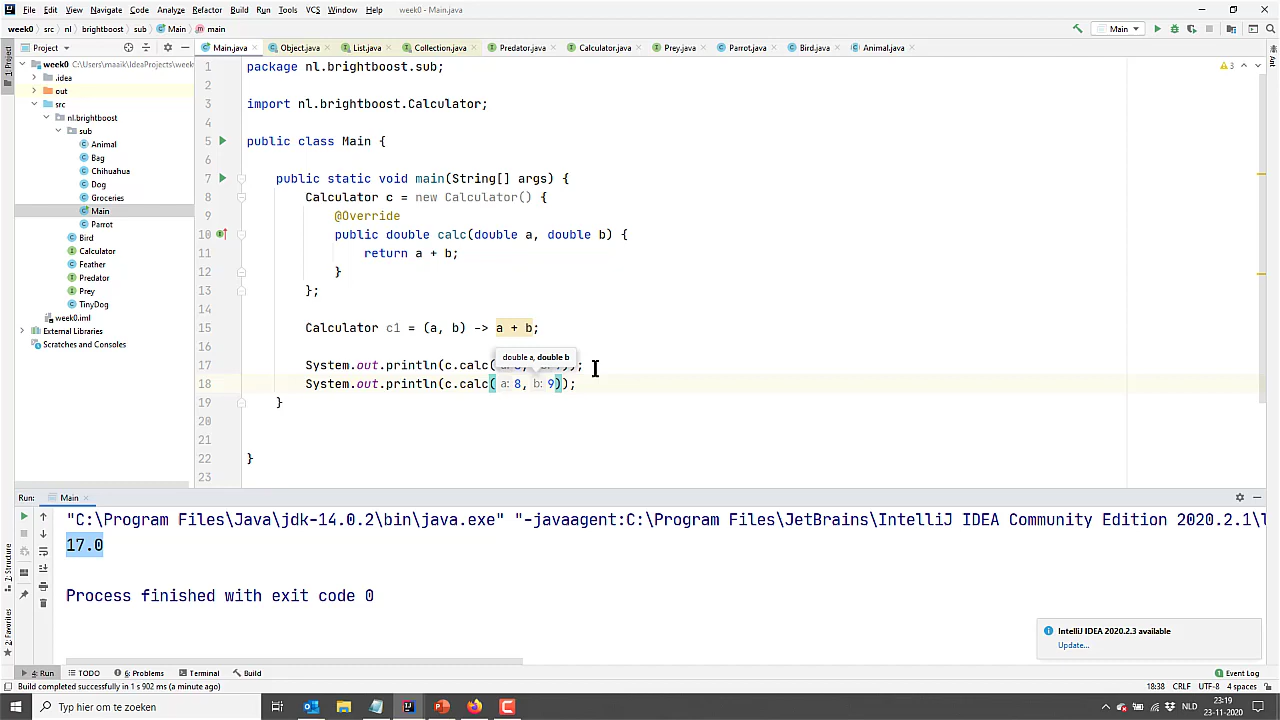 File Edit View Navigate Code Analyze Refactor Build Run Tools VCS Window Help week0 - Main.java
week0 src nl brightboost sub Main main
Main
Project
Main.java Object.java List.java Collection.java Predator.java Calculator.java Prey.java Parrot.java Bird.java Animal.java
1: Project
Ant
week0 C:\Users\maaik\IdeaProjects\week
.idea
out
src
nl.brightboost
sub
Animal
Bag
Chihuahua
Dog
Groceries
Main
Parrot
Bird
Calculator
Feather
Predator
Prey
TinyDog
week0.iml
External Libraries
Scratches and Consoles
3
1 package nl.brightboost.sub;
2
3 import nl.brightboost.Calculator;
4
5 public class Main {
6
7 public static void main(String[] args) {
8 Calculator c = new Calculator() {
9 @Override
10 public double calc(double a, double b) {
11 return a + b;
12 }
13 };
14
15 Calculator c1 = (a, b) -> a + b;
16
double a, double b
17 System.out.println(c.calc(
18 System.out.println(c.calc( a: 8, b: 9));
19 }
20
21
22 }
23
Run: Main
"C:\Program Files\Java\jdk-14.0.2\bin\java.exe" "-javaagent:C:\Program Files\JetBrains\IntelliJ IDEA Community Edition 2020.2.1\l
17.0
Process finished with exit code 0
7: Structure
2: Favorites
IntelliJ IDEA 2020.2.3 available
Update...
4: Run TODO 6: Problems Terminal Build Event Log
Build completed successfully in 1 s 902 ms (a minute ago) 18:38 CRLF UTF-8 4 spaces
Typ hier om te zoeken
NLD
23:19
23-11-2020